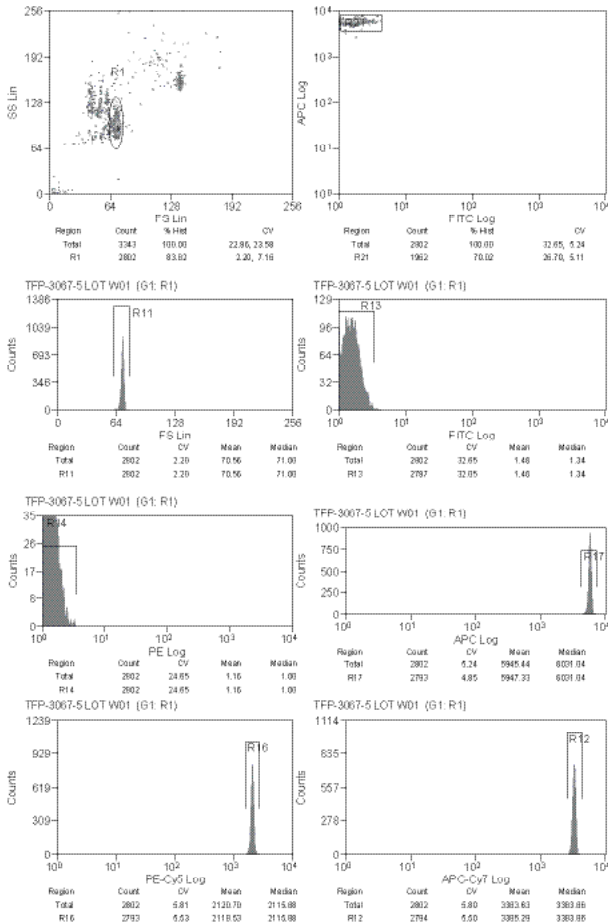 256
192
128
64
0
SS Lin
R1
0 64 128 192 256
FS Lin
Region Count % Hist CV
Total 3343 100.00 22.86, 23.58
R1 2802 83.82 2.20, 7.16
10⁴
10³
10²
10¹
10⁰
APC Log
10⁰ 10¹ 10² 10³ 10⁴
FITC Log
Region Count % Hist CV
Total 2802 100.00 32.65, 5.24
R21 1962 70.02 26.70, 5.11
TFP-3067-5 LOT W01 (G1: R1)
1386
1039
693
346
0
Counts
R11
0 64 128 192 256
FS Lin
Region Count CV Mean Median
Total 2802 2.20 70.56 71.00
R11 2802 2.20 70.56 71.00
TFP-3067-5 LOT W01 (G1: R1)
129
96
64
32
0
Counts
R13
10⁰ 10¹ 10² 10³ 10⁴
FITC Log
Region Count CV Mean Median
Total 2802 32.65 1.46 1.34
R13 2797 32.65 1.46 1.34
TFP-3067-5 LOT W01 (G1: R1)
35
26
17
8
0
Counts
R14
10⁰ 10¹ 10² 10³ 10⁴
PE Log
Region Count CV Mean Median
Total 2802 24.65 1.16 1.00
R14 2802 24.65 1.16 1.00
TFP-3067-5 LOT W01 (G1: R1)
1000
750
500
250
0
Counts
R17
10⁰ 10¹ 10² 10³ 10⁴
APC Log
Region Count CV Mean Median
Total 2802 5.24 5945.44 6031.04
R17 2793 4.85 5947.33 6031.04
TFP-3067-5 LOT W01 (G1: R1)
1239
929
619
309
0
Counts
R16
10⁰ 10¹ 10² 10³ 10⁴
PE-Cy5 Log
Region Count CV Mean Median
Total 2802 5.81 2120.70 2115.88
R16 2793 5.53 2118.53 2115.88
TFP-3067-5 LOT W01 (G1: R1)
1114
835
557
278
0
Counts
R12
10⁰ 10¹ 10² 10³ 10⁴
APC-Cy7 Log
Region Count CV Mean Median
Total 2802 5.80 3383.63 3383.86
R12 2794 5.50 3385.29 3383.86